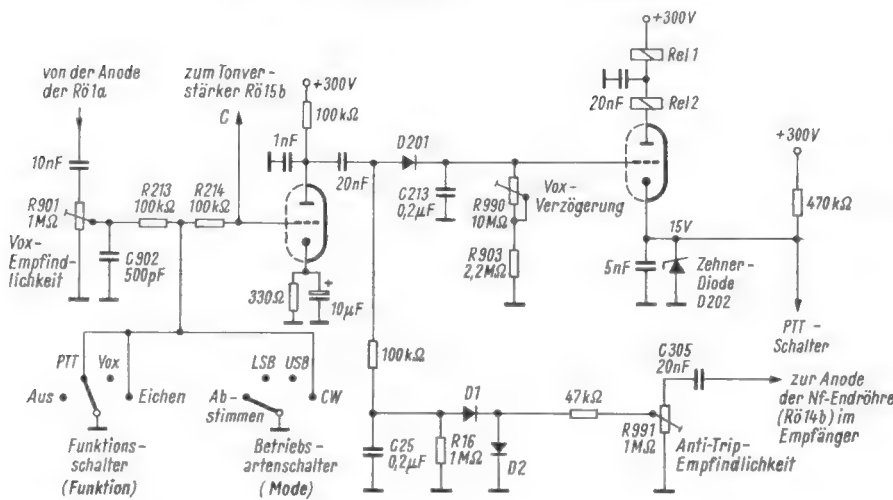 von der Anode
der Rö1a
zum Tonver-
stärker Rö15b
C
+300V
100kΩ
1nF
20nF
D201
+300V
Rel1
20nF
Rel2
+300V
470kΩ
10nF
R901
1MΩ
Vox-
Empfind-
lichkeit
R213
100kΩ
R214
100kΩ
C902
500pF
330Ω
+
10µF
C213
0,2µF
R990
10MΩ
Vox-
Verzögerung
R903
2,2MΩ
15V
5nF
Zehner-
Diode
D202
PTT-
Schalter
PTT
Vox
Aus
Eichen
Funktions-
schalter
(Funktion)
LSB
USB
Ab-
stimmen
CW
Betriebs-
artenschalter
(Mode)
100kΩ
C25
0,2µF
R16
1MΩ
D1
D2
47kΩ
C305
20nF
R991
1MΩ
zur Anode
der Nf-Endröhre
(Rö14b) im
Empfänger
Anti-Trip-
Empfindlichkeit